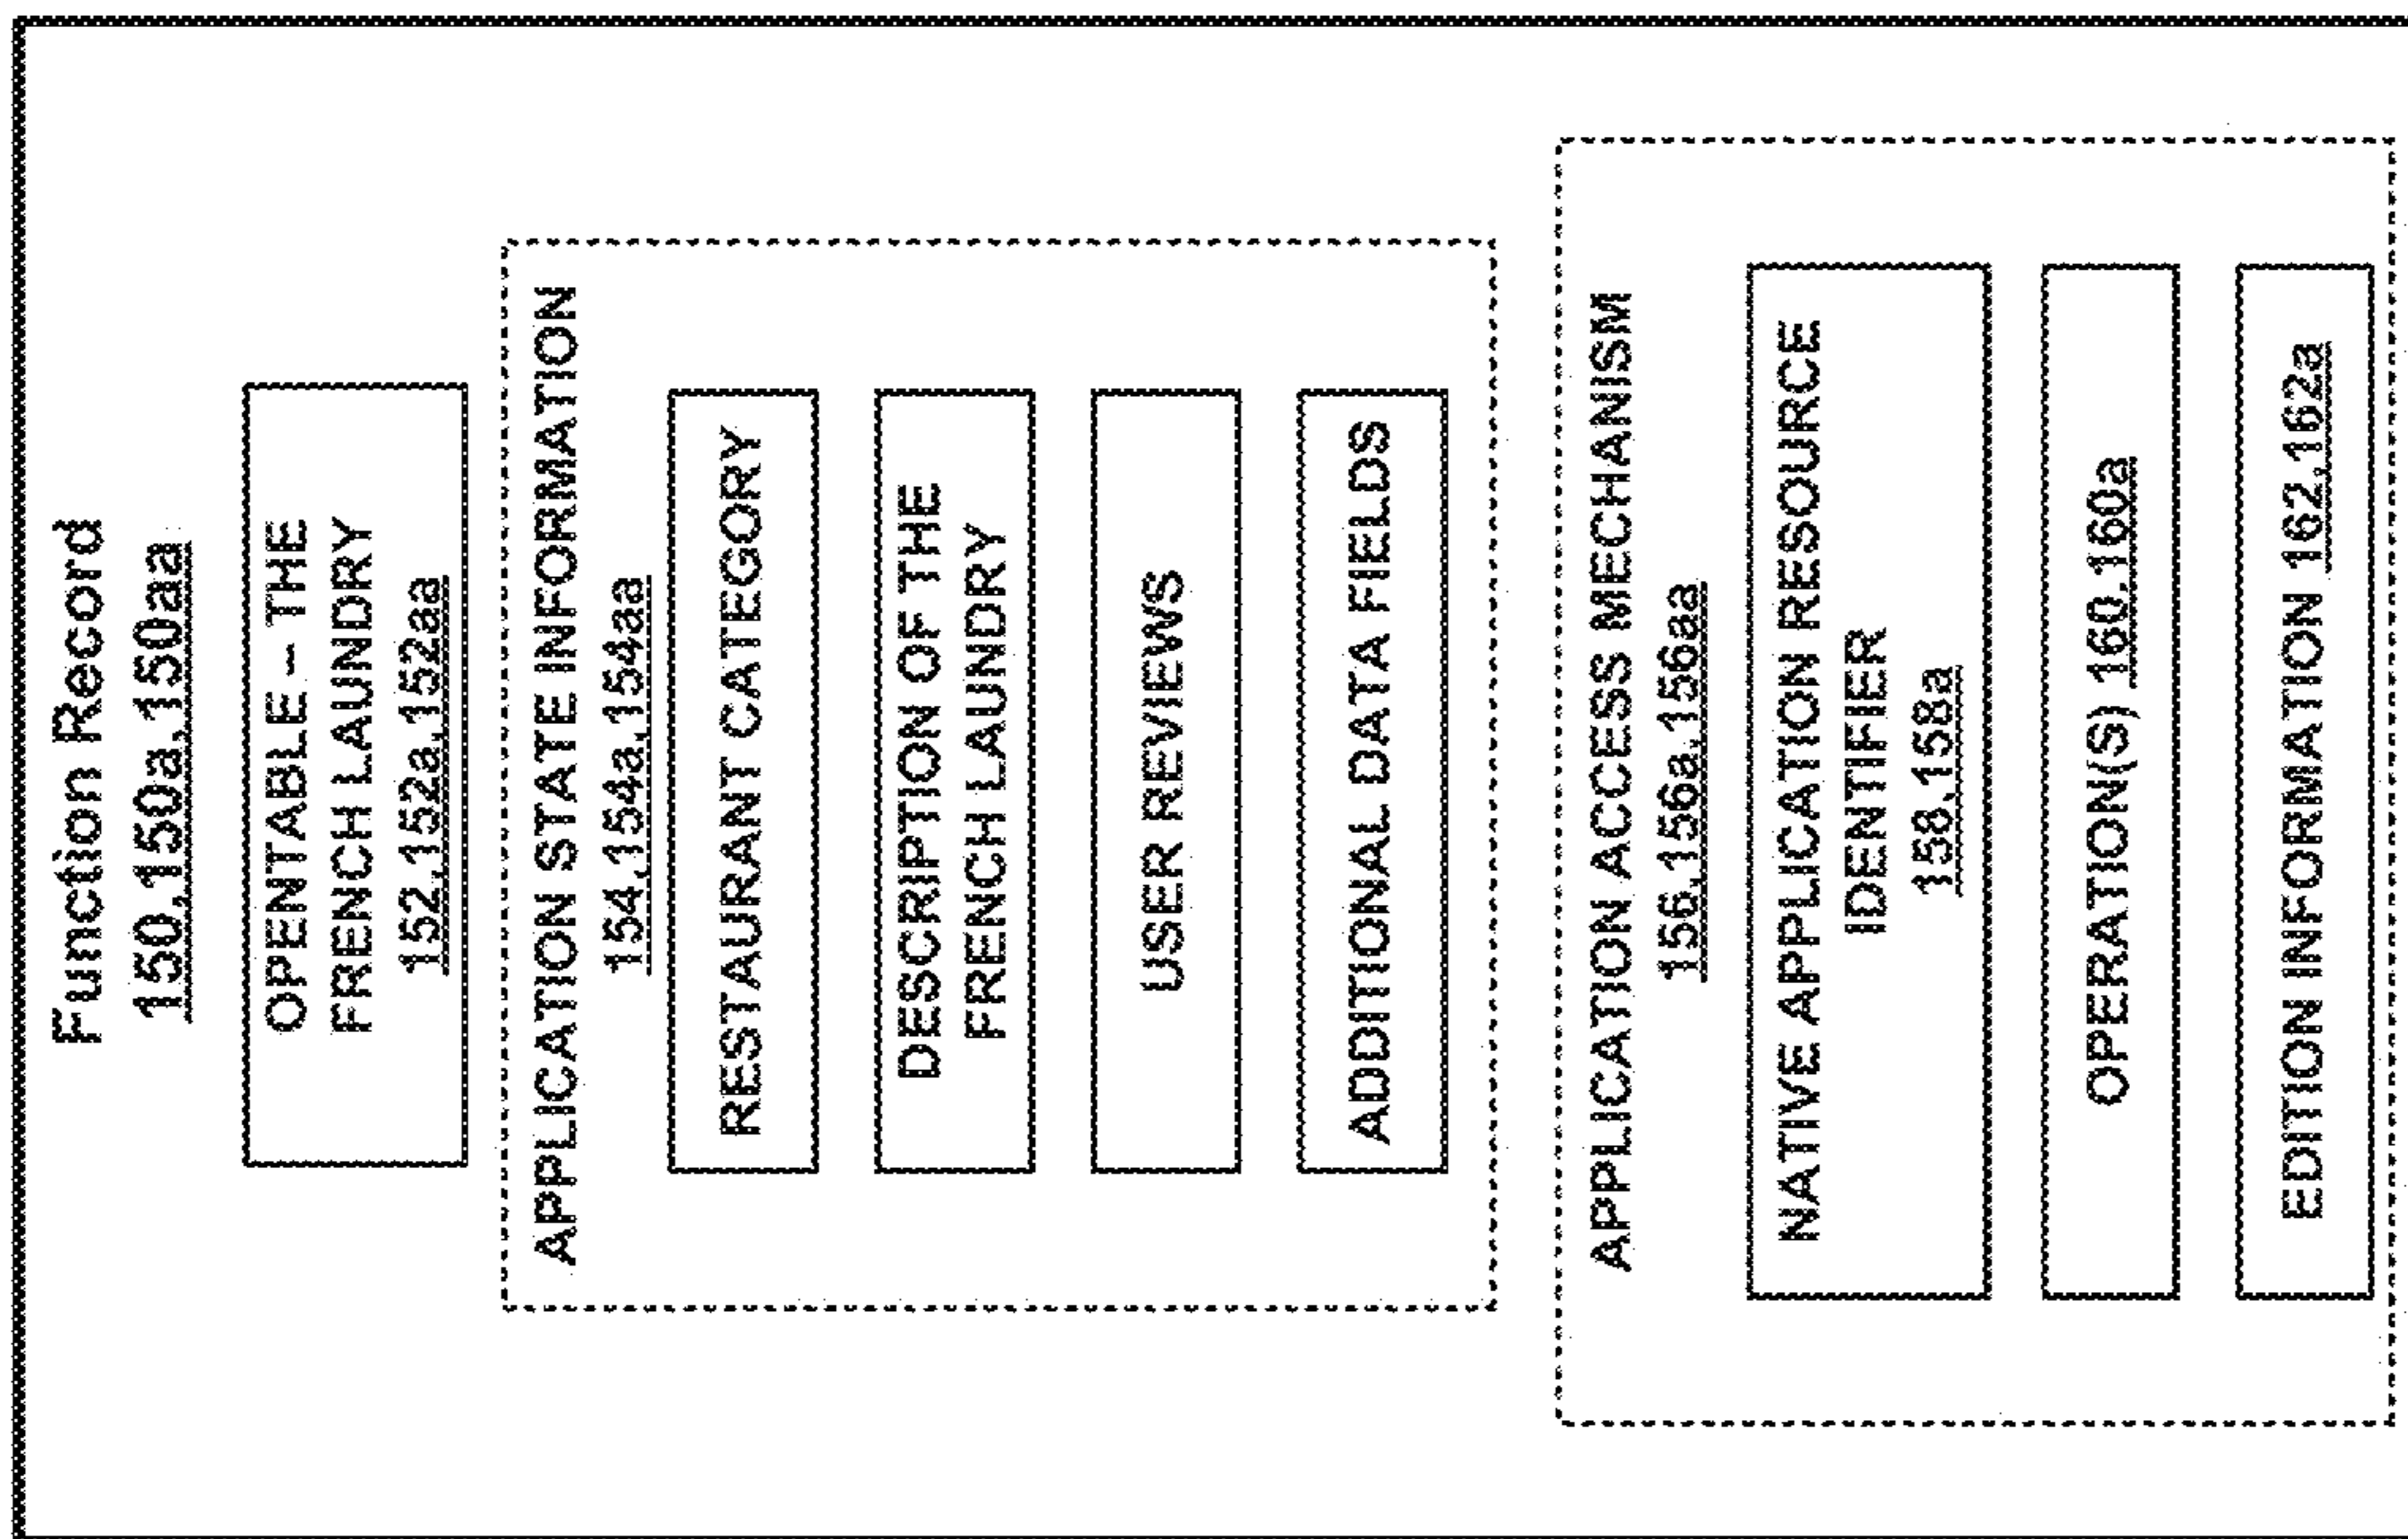 Function Record
150,150a,150aa
OPENTABLE – THE
FRENCH LAUNDRY
152,152a,152aa
APPLICATION STATE INFORMATION
154,154a,154aa
RESTAURANT CATEGORY
DESCRIPTION OF THE
FRENCH LAUNDRY
USER REVIEWS
ADDITIONAL DATA FIELDS
APPLICATION ACCESS MECHANISM
156,156a,156aa
NATIVE APPLICATION RESOURCE
IDENTIFIER
158,158a
OPERATION(S) 160,160a
EDITION INFORMATION 162,162a